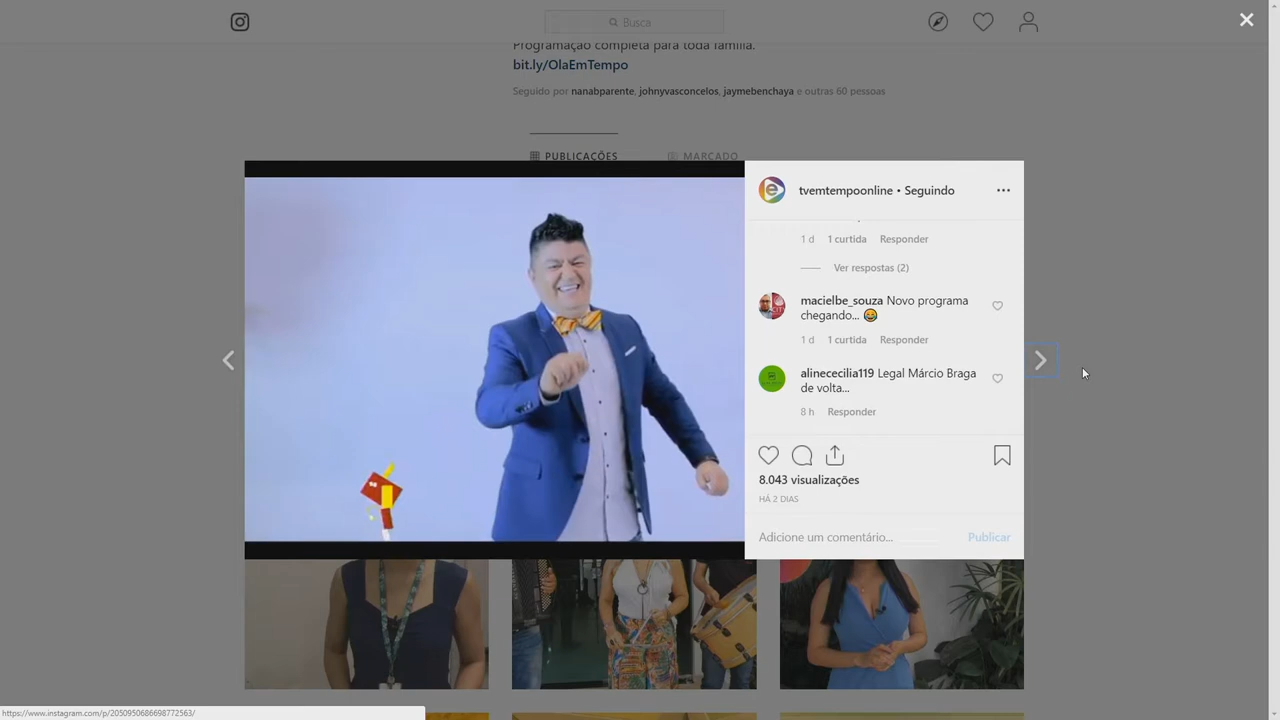 Busca
Programação completa para toda família.
bit.ly/OlaEmTempo
Seguido por nanabparente, johnyvasconcelos, jaymebenchaya e outras 60 pessoas
PUBLICAÇÕES
MARCADO
tvemtempoonline • Seguindo
1 d 1 curtida Responder
Ver respostas (2)
macielbe_souza Novo programa
chegando... 😂
1 d 1 curtida Responder
alinececilia119 Legal Márcio Braga
de volta...
8 h Responder
8.043 visualizações
HÁ 2 DIAS
Adicione um comentário...
Publicar
https://www.instagram.com/p/2050950686698772563/